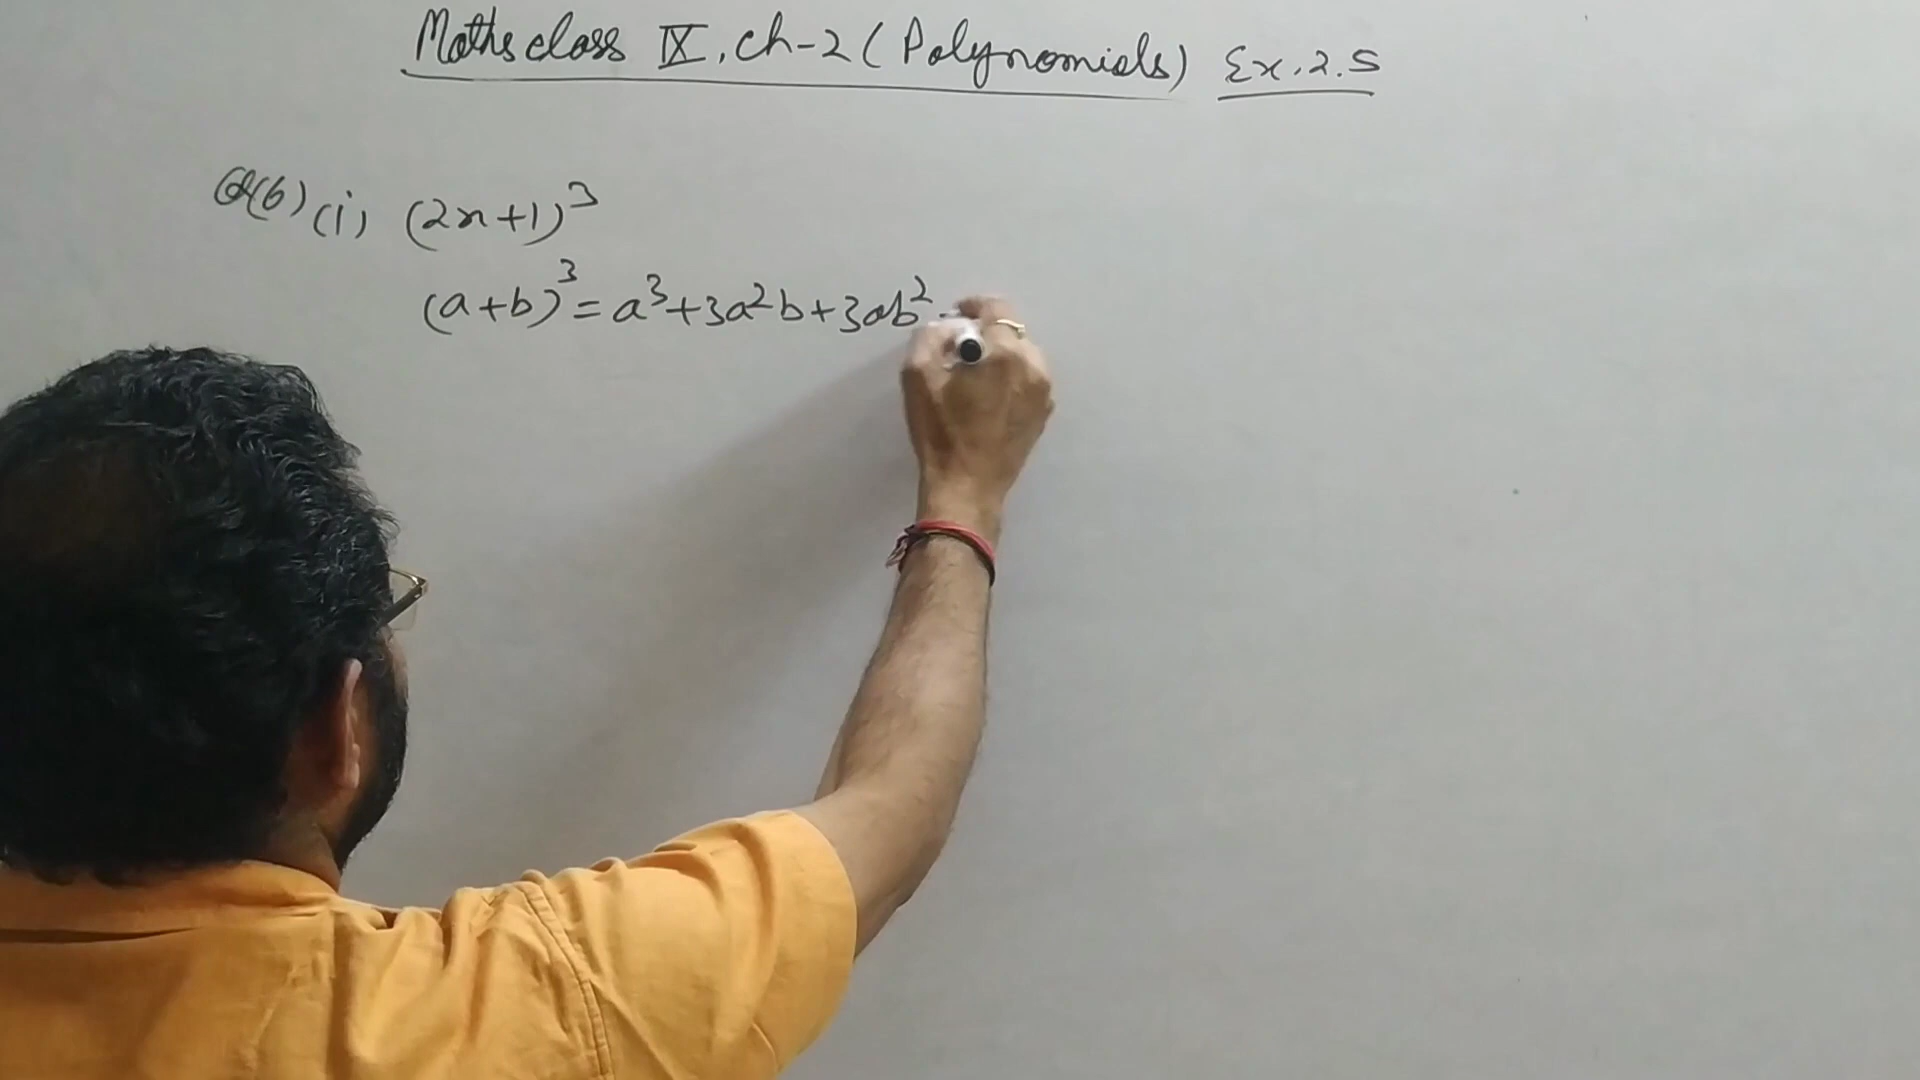 Maths class IX, ch-2 (Polynomials) Ex. 2.5
Q(6) (i) (2x+1)³
(a+b)³ = a³+3a²b+3ab²